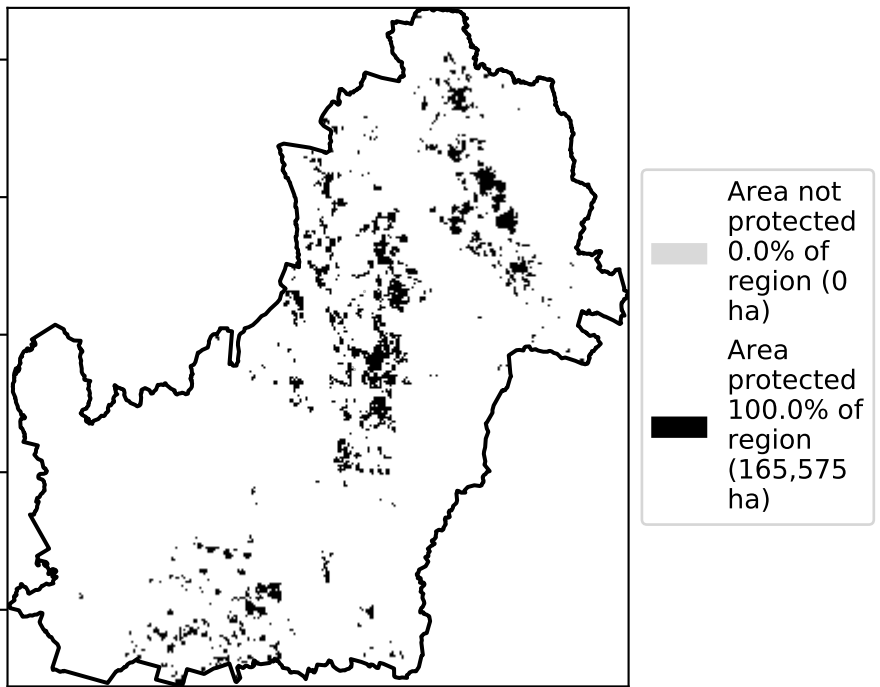 Area not
protected
0.0% of
region (0
ha)
Area
protected
100.0% of
region
(165,575
ha)